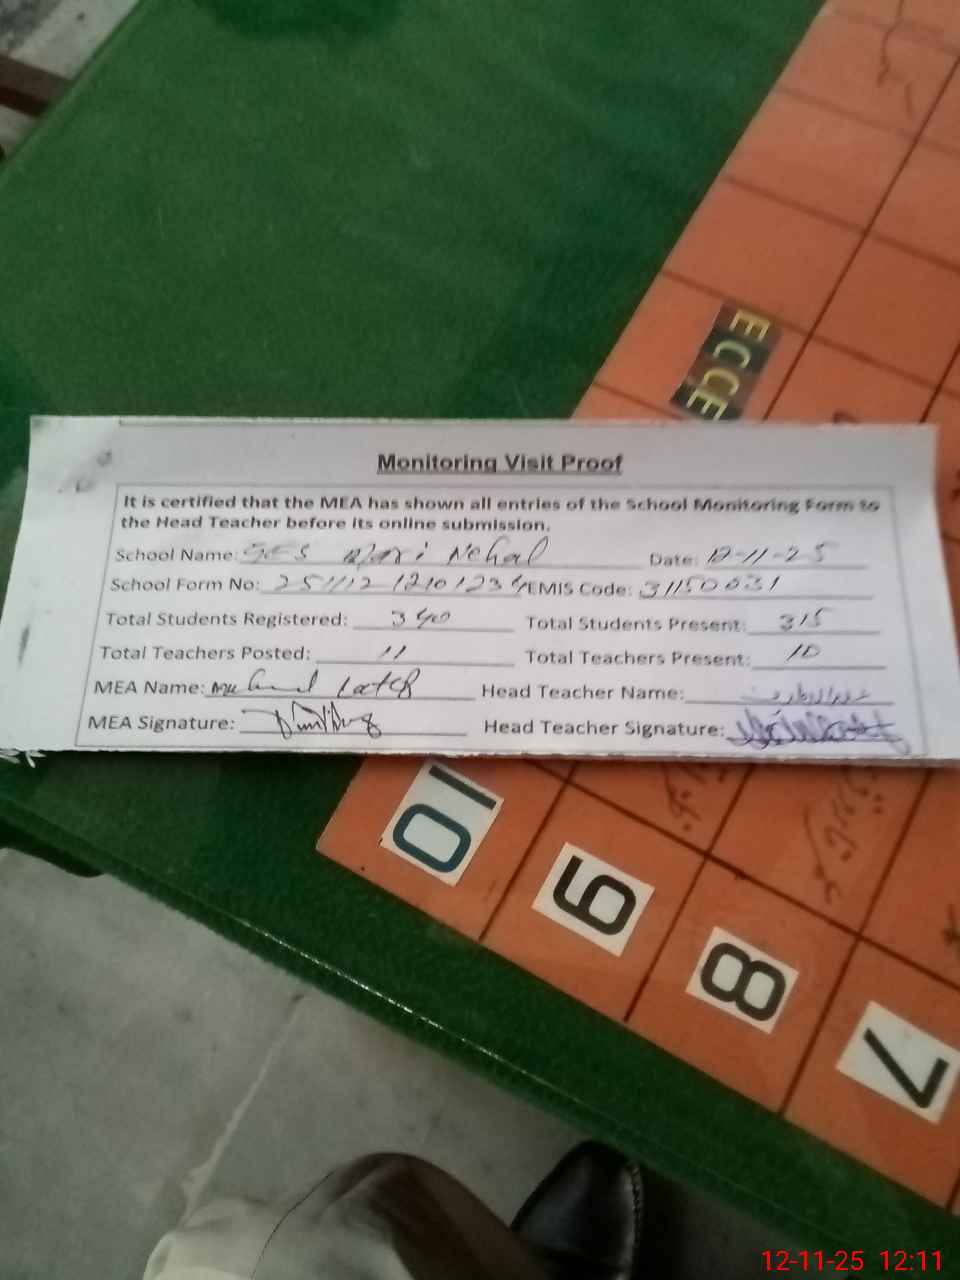 ECCE
Monitoring Visit Proof
It is certified that the MEA has shown all entries of the School Monitoring Form to
the Head Teacher before its online submission.
School Name: Nehal Date: 12-11-25
School Form No: EMIS Code: 31150031
Total Students Registered: 340 Total Students Present: 315
Total Teachers Posted: 11 Total Teachers Present: 10
MEA Name: Head Teacher Name:
MEA Signature: Head Teacher Signature:
10
9
8
7
12-11-25 12:11